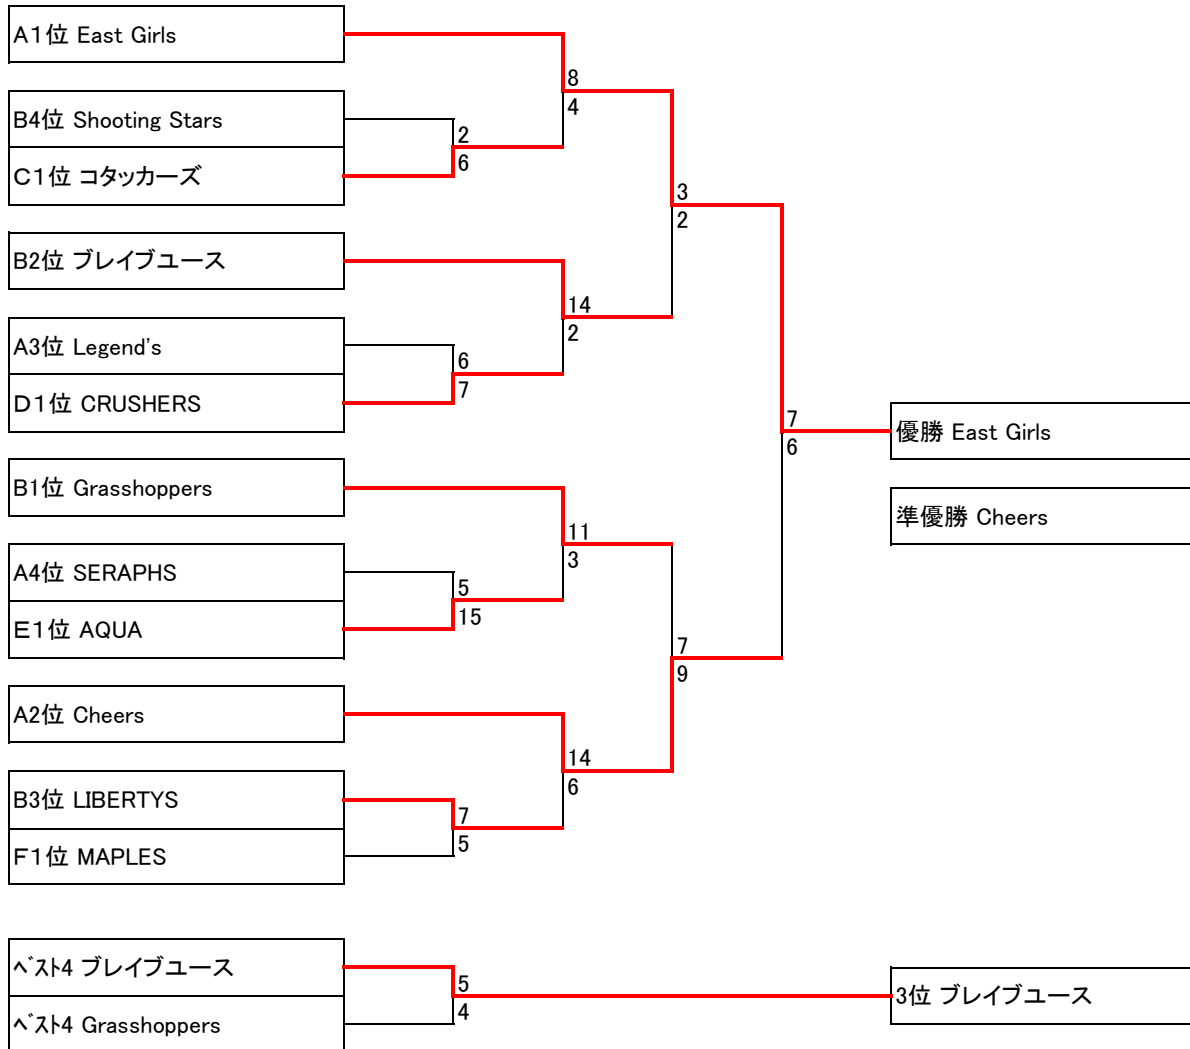 A1位 East Girls
8
4
B4位 Shooting Stars
2
6
C1位 コタッカーズ
3
2
B2位 ブレイブユース
14
2
A3位 Legend's
6
7
D1位 CRUSHERS
7
6
優勝 East Girls
B1位 Grasshoppers
準優勝 Cheers
11
3
A4位 SERAPHS
5
15
E1位 AQUA
7
9
A2位 Cheers
14
6
B3位 LIBERTYS
7
5
F1位 MAPLES
ベスト4 ブレイブユース
5
4
3位 ブレイブユース
ベスト4 Grasshoppers